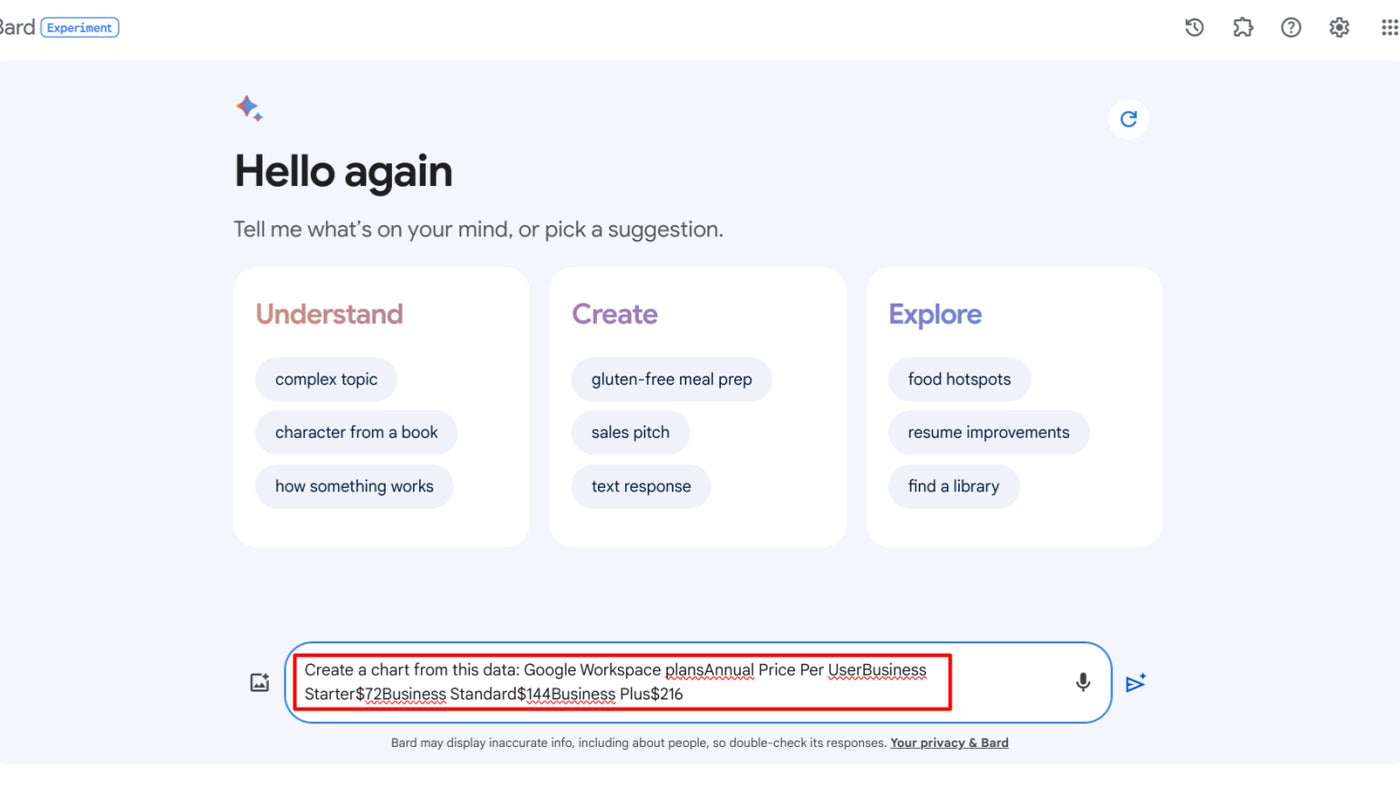 Bard Experiment
Hello again
Tell me what's on your mind, or pick a suggestion.
Understand
complex topic
character from a book
how something works
Create
gluten-free meal prep
sales pitch
text response
Explore
food hotspots
resume improvements
find a library
Create a chart from this data: Google Workspace plansAnnual Price Per UserBusiness
Starter$72Business Standard$144Business Plus$216
Bard may display inaccurate info, including about people, so double-check its responses. Your privacy & Bard